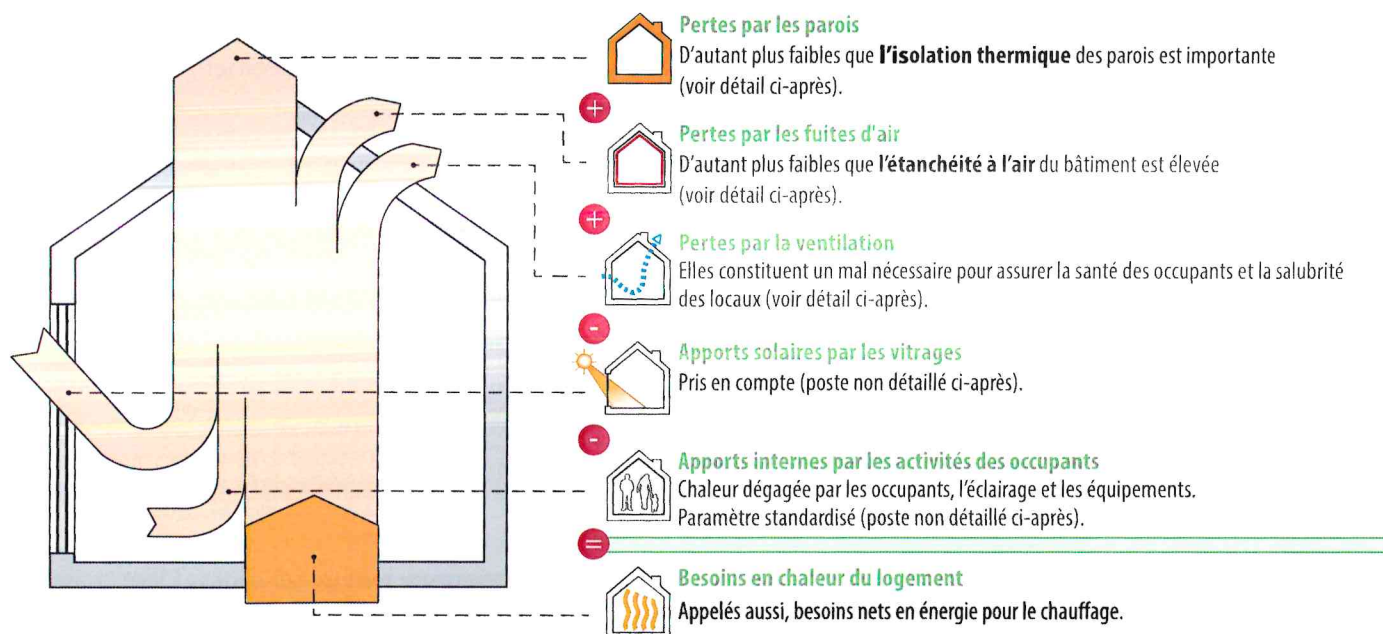 Pertes par les parois
D'autant plus faibles que l'isolation thermique des parois est importante
(voir détail ci-après).
+
Pertes par les fuites d'air
D'autant plus faibles que l'étanchéité à l'air du bâtiment est élevée
(voir détail ci-après).
+
Pertes par la ventilation
Elles constituent un mal nécessaire pour assurer la santé des occupants et la salubrité
des locaux (voir détail ci-après).
-
Apports solaires par les vitrages
Pris en compte (poste non détaillé ci-après).
-
Apports internes par les activités des occupants
Chaleur dégagée par les occupants, l'éclairage et les équipements.
Paramètre standardisé (poste non détaillé ci-après).
=
Besoins en chaleur du logement
Appelés aussi, besoins nets en énergie pour le chauffage.